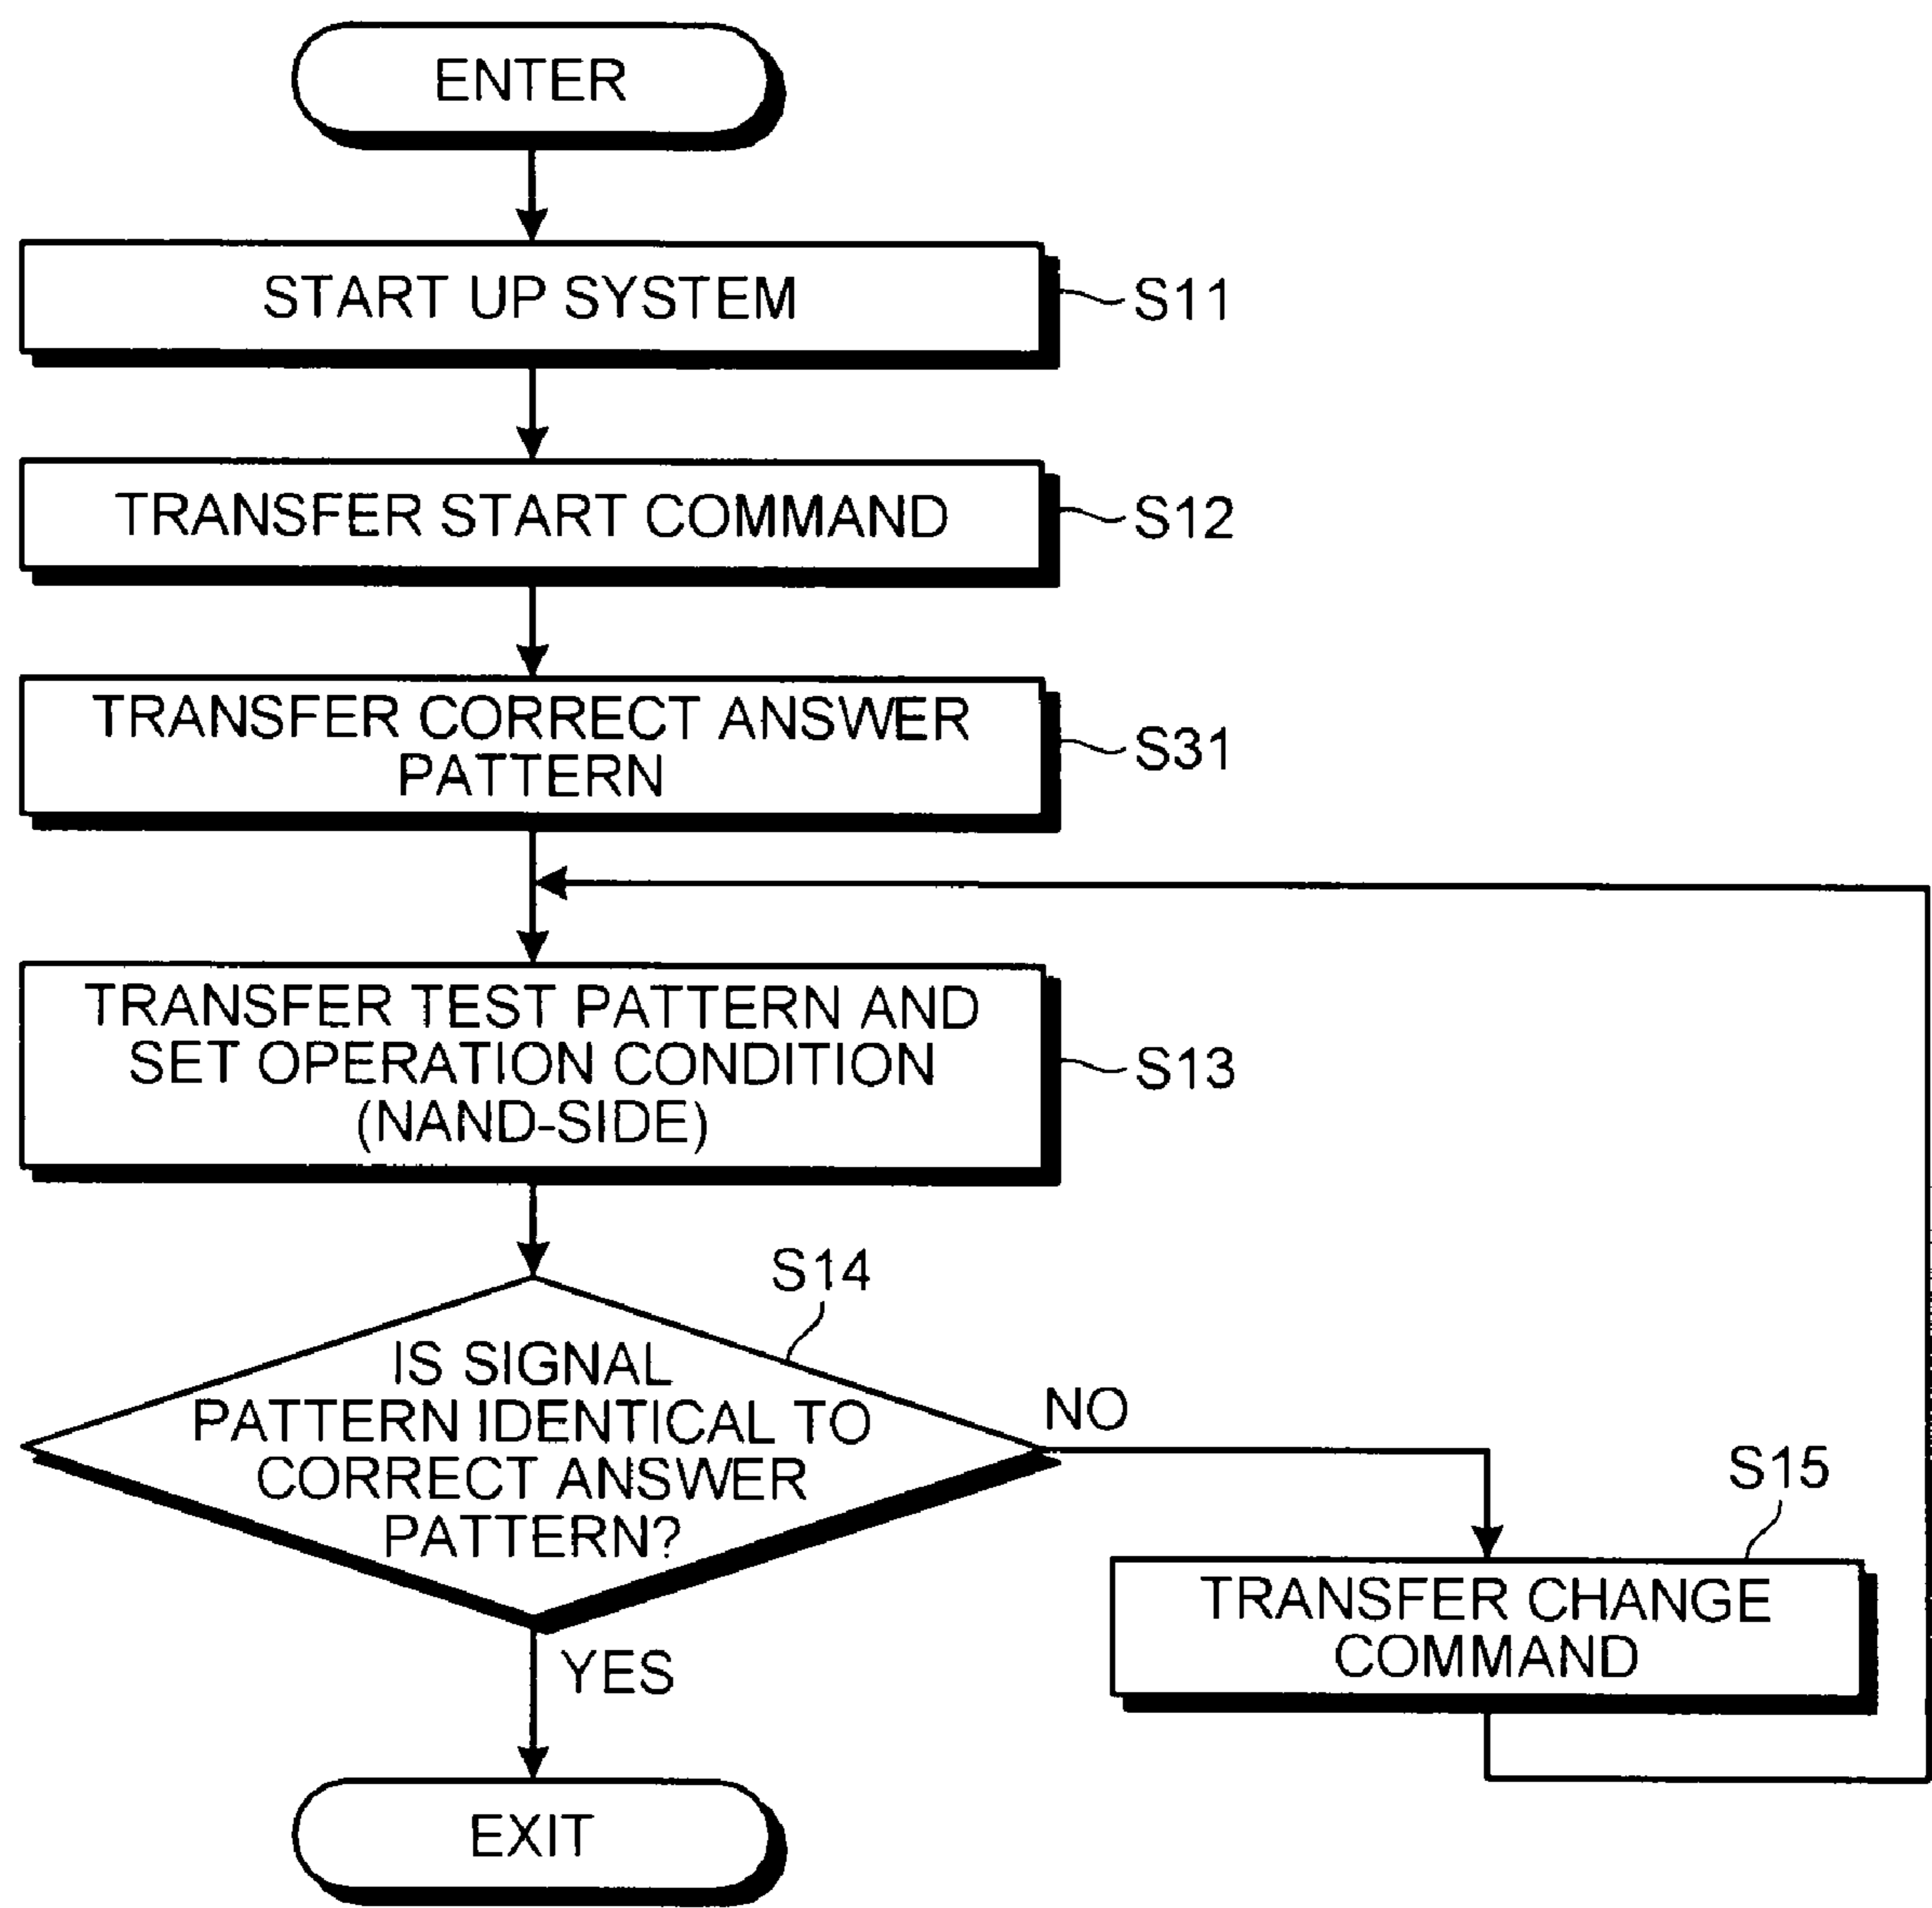 ENTER
START UP SYSTEM
S11
TRANSFER START COMMAND
S12
TRANSFER CORRECT ANSWER
PATTERN
S31
TRANSFER TEST PATTERN AND
SET OPERATION CONDITION
(NAND-SIDE)
S13
S14
IS SIGNAL
PATTERN IDENTICAL TO
CORRECT ANSWER
PATTERN?
NO
S15
TRANSFER CHANGE
COMMAND
YES
EXIT